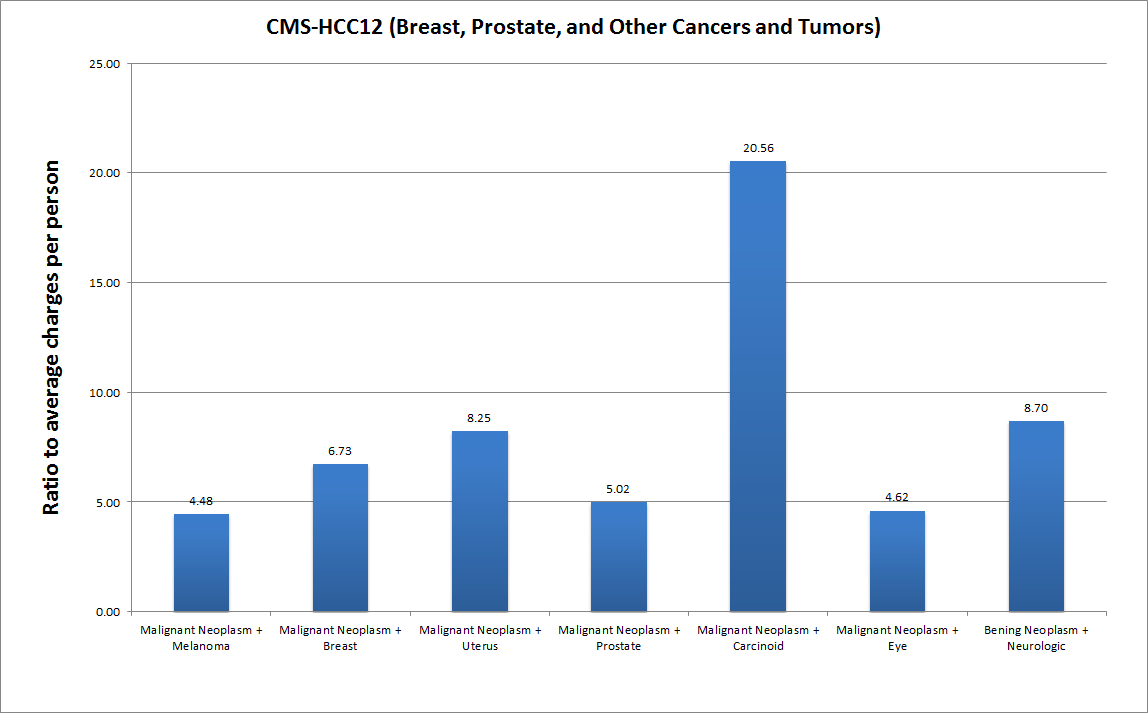 CMS-HCC12 (Breast, Prostate, and Other Cancers and Tumors)
Ratio to average charges per person
25.00
20.00
15.00
10.00
5.00
0.00
4.48
6.73
8.25
5.02
20.56
4.62
8.70
Malignant Neoplasm +
Melanoma
Malignant Neoplasm +
Breast
Malignant Neoplasm +
Uterus
Malignant Neoplasm +
Prostate
Malignant Neoplasm +
Carcinoid
Malignant Neoplasm +
Eye
Bening Neoplasm +
Neurologic